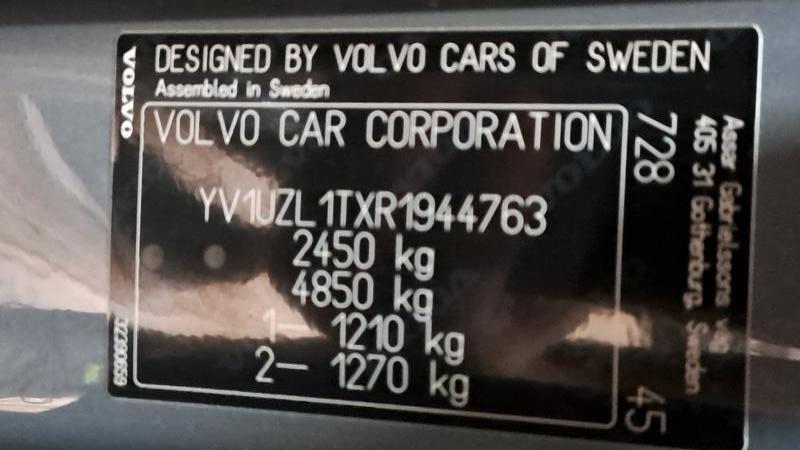 VOLVO
DESIGNED BY VOLVO CARS OF SWEDEN
Assembled in Sweden
VOLVO CAR CORPORATION
YV1UZL1TXR1944763
2450 kg
4850 kg
1- 1210 kg
2- 1270 kg
728
45
Assar Gabrielssons väg
405 31 Gothenburg, Sweden